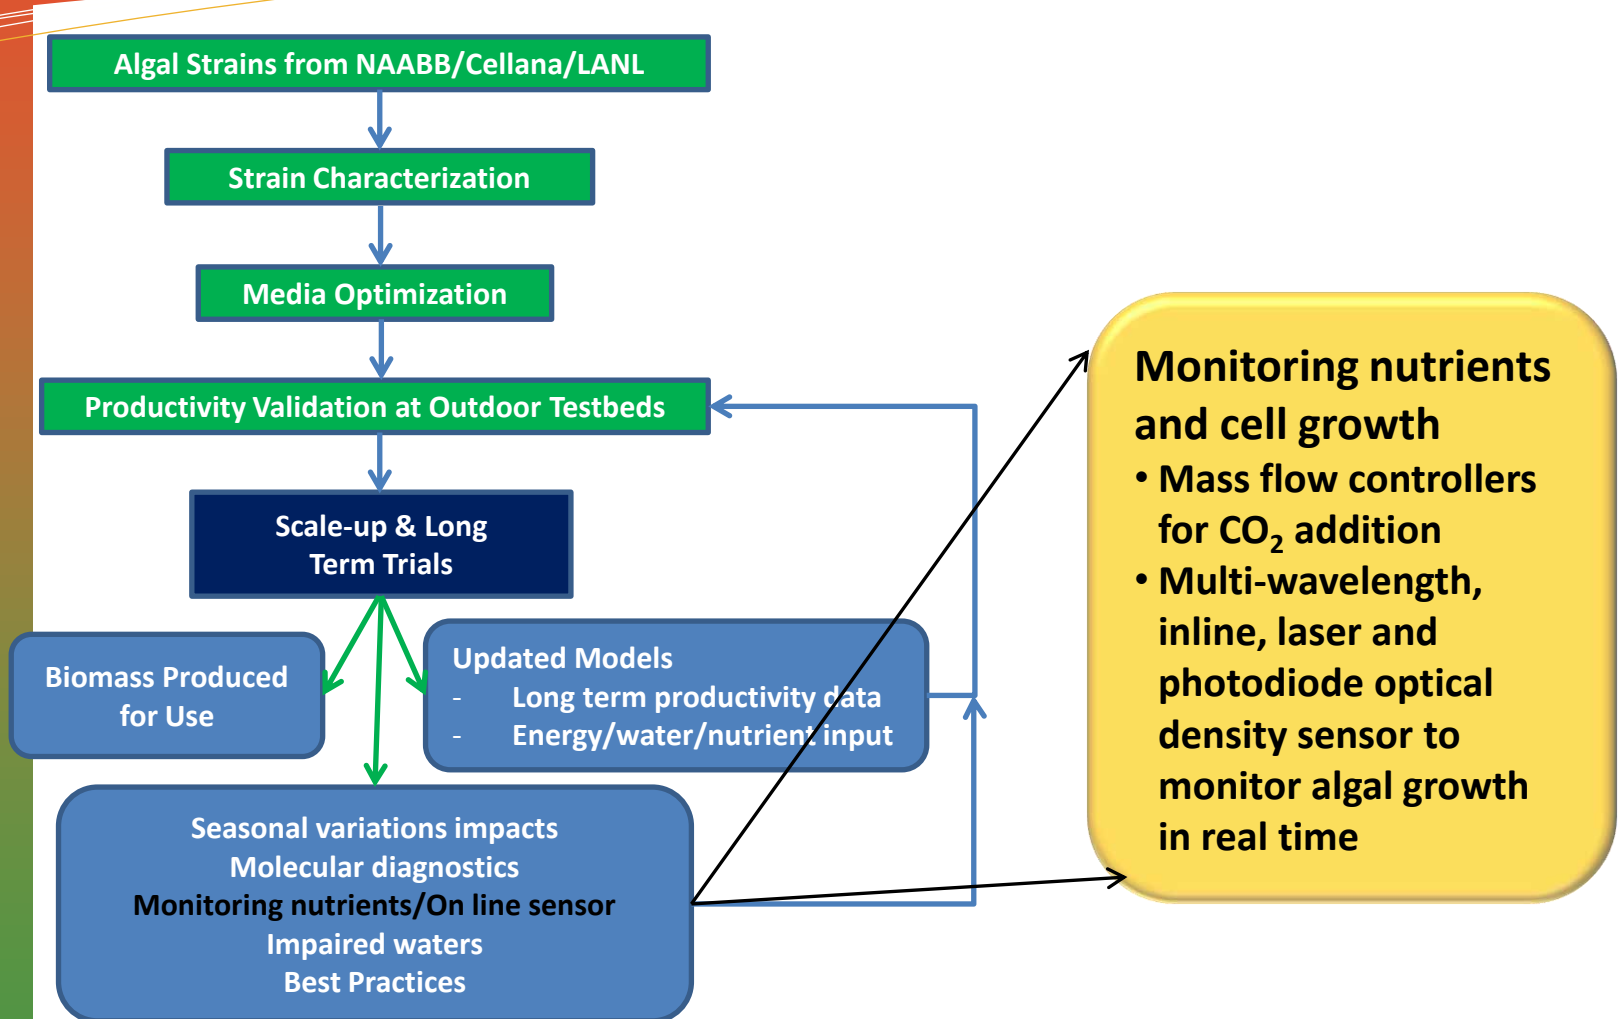 Algal Strains from NAABB/Cellana/LANL
Strain Characterization
Media Optimization
Productivity Validation at Outdoor Testbeds
Scale-up & Long
Term Trials
Biomass Produced
for Use
Updated Models
- Long term productivity data
- Energy/water/nutrient input
Seasonal variations impacts
Molecular diagnostics
Monitoring nutrients/On line sensor
Impaired waters
Best Practices
Monitoring nutrients
and cell growth
• Mass flow controllers
for CO₂ addition
• Multi-wavelength,
inline, laser and
photodiode optical
density sensor to
monitor algal growth
in real time